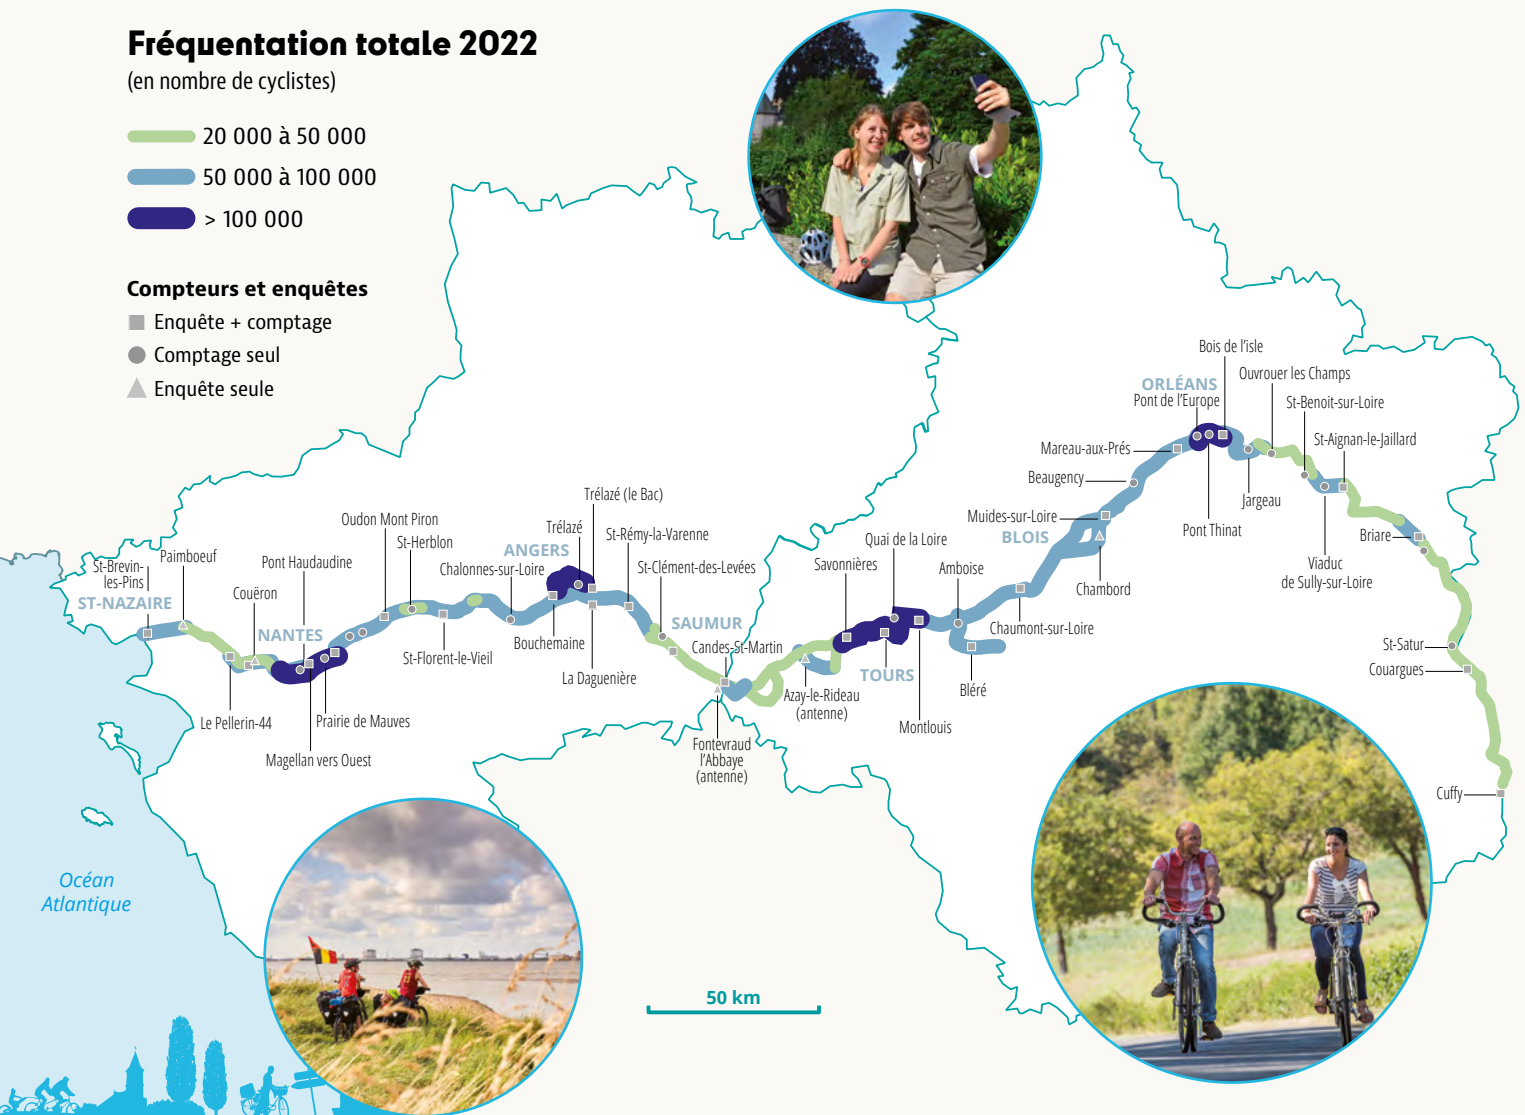 Fréquentation totale 2022
(en nombre de cyclistes)
20 000 à 50 000
50 000 à 100 000
> 100 000
Compteurs et enquêtes
Enquête + comptage
Comptage seul
Enquête seule
St-Brevin-
les-Pins
ST-NAZAIRE
Paimboeuf
Couëron
Le Pellerin-44
NANTES
Pont Haudaudine
Magellan vers Ouest
Prairie de Mauves
Oudon Mont Piron
St-Herblon
St-Florent-le-Vieil
Chalonnes-sur-Loire
ANGERS
Bouchemaine
Trélazé
Trélazé (le Bac)
La Daguenière
St-Rémy-la-Varenne
St-Clément-des-Levées
SAUMUR
Candes-St-Martin
Fontevraud
l'Abbaye
(antenne)
Azay-le-Rideau
(antenne)
Savonnières
TOURS
Quai de la Loire
Montlouis
Amboise
Bléré
Chaumont-sur-Loire
BLOIS
Chambord
Muides-sur-Loire
Beaugency
Mareau-aux-Prés
ORLÉANS
Pont de l'Europe
Pont Thinat
Bois de l'isle
Jargeau
Ouvrouer les Champs
St-Benoit-sur-Loire
Viaduc
de Sully-sur-Loire
St-Aignan-le-Jaillard
Briare
St-Satur
Couargues
Cuffy
Océan
Atlantique
50 km